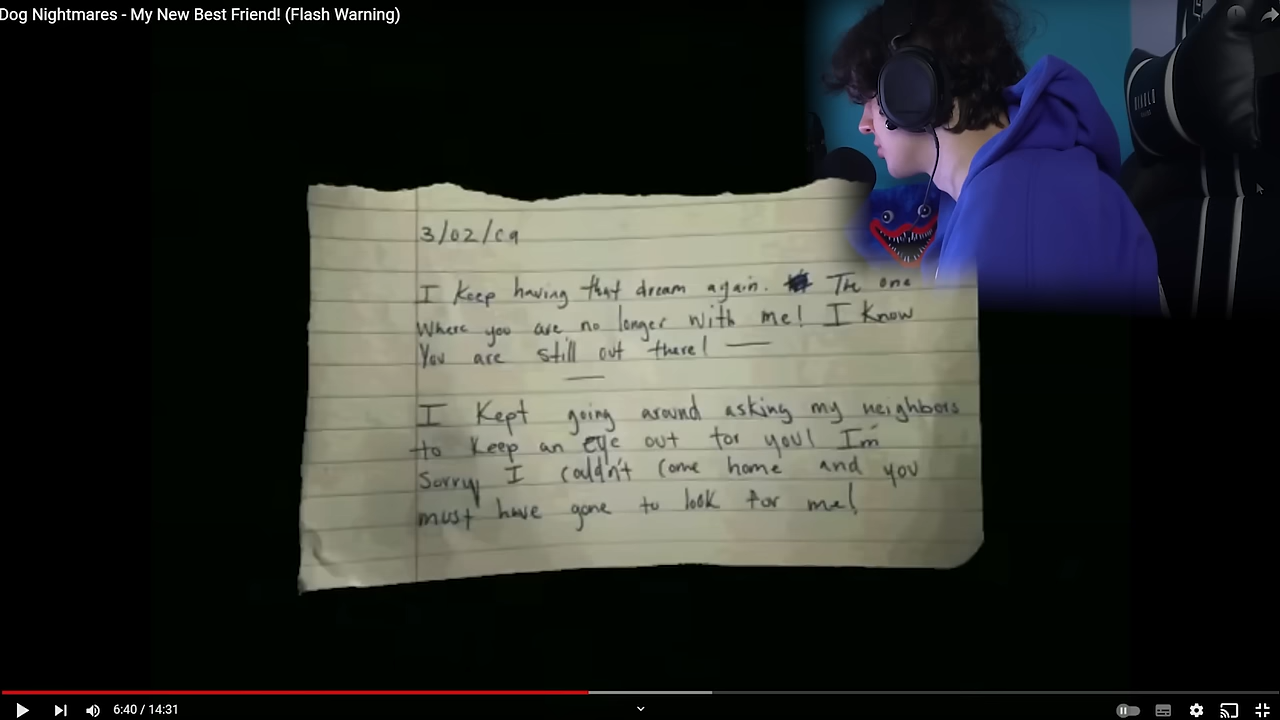 Dog Nightmares - My New Best Friend! (Flash Warning)
DIABLO
3/02/09
I Keep having that dream again. The one
Where you are no longer with me! I Know
You are still out there!
I Kept going around asking my neighbors
to Keep an eye out for you! I'm
Sorry, I couldn't Come home and you
must have gone to look for me!
6:40 / 14:31